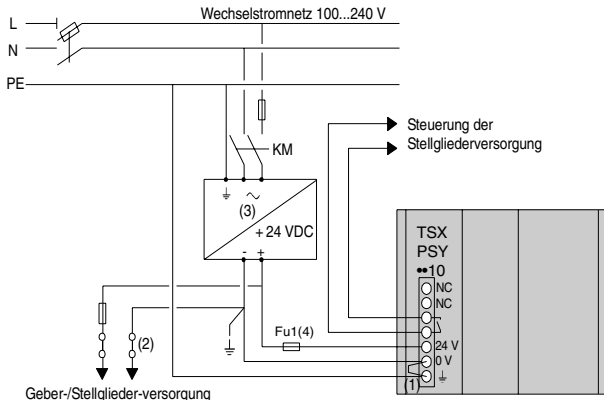 Wechselstromnetz 100...240 V
L
N
PE
Steuerung der
Stellgliederversorgung
KM
(3)
+ 24 VDC
- +
TSX
PSY
••10
NC
NC
Fu1(4)
24 V
0 V
(2)
(1)
Geber-/Stellglieder-versorgung